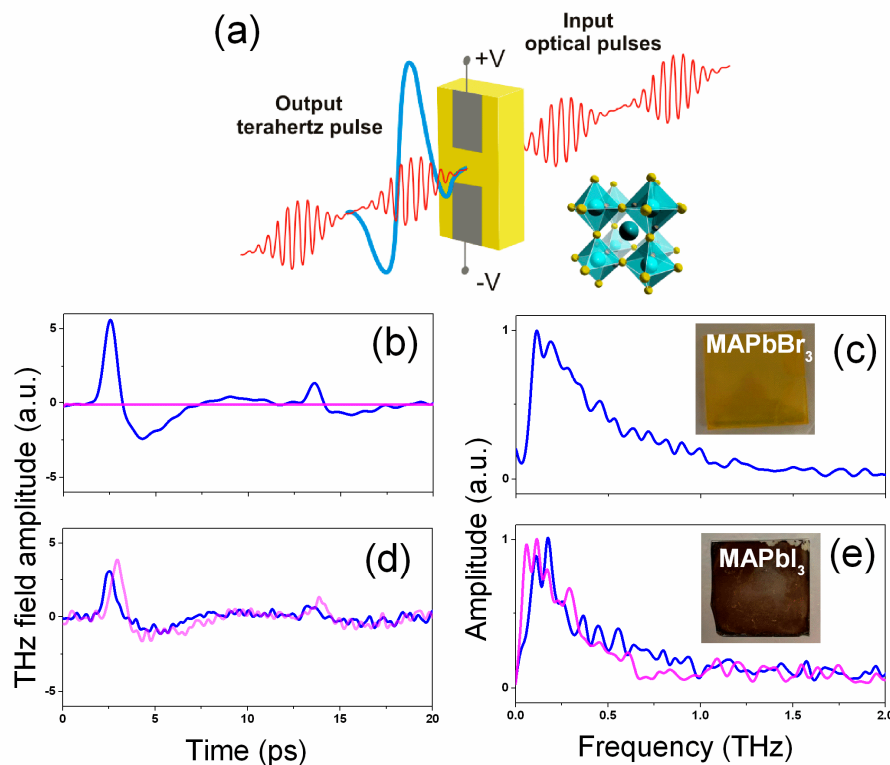 (a)
Input
optical pulses
+V
Output
terahertz pulse
-V
THz field amplitude (a.u.)
(b)
5
0
-5
(d)
5
0
-5
0
5
10
15
20
Time (ps)
Amplitude (a.u.)
(c)
MAPbBr₃
1
0
(e)
MAPbI₃
1
0
0.0
0.5
1.0
1.5
2.0
Frequency (THz)